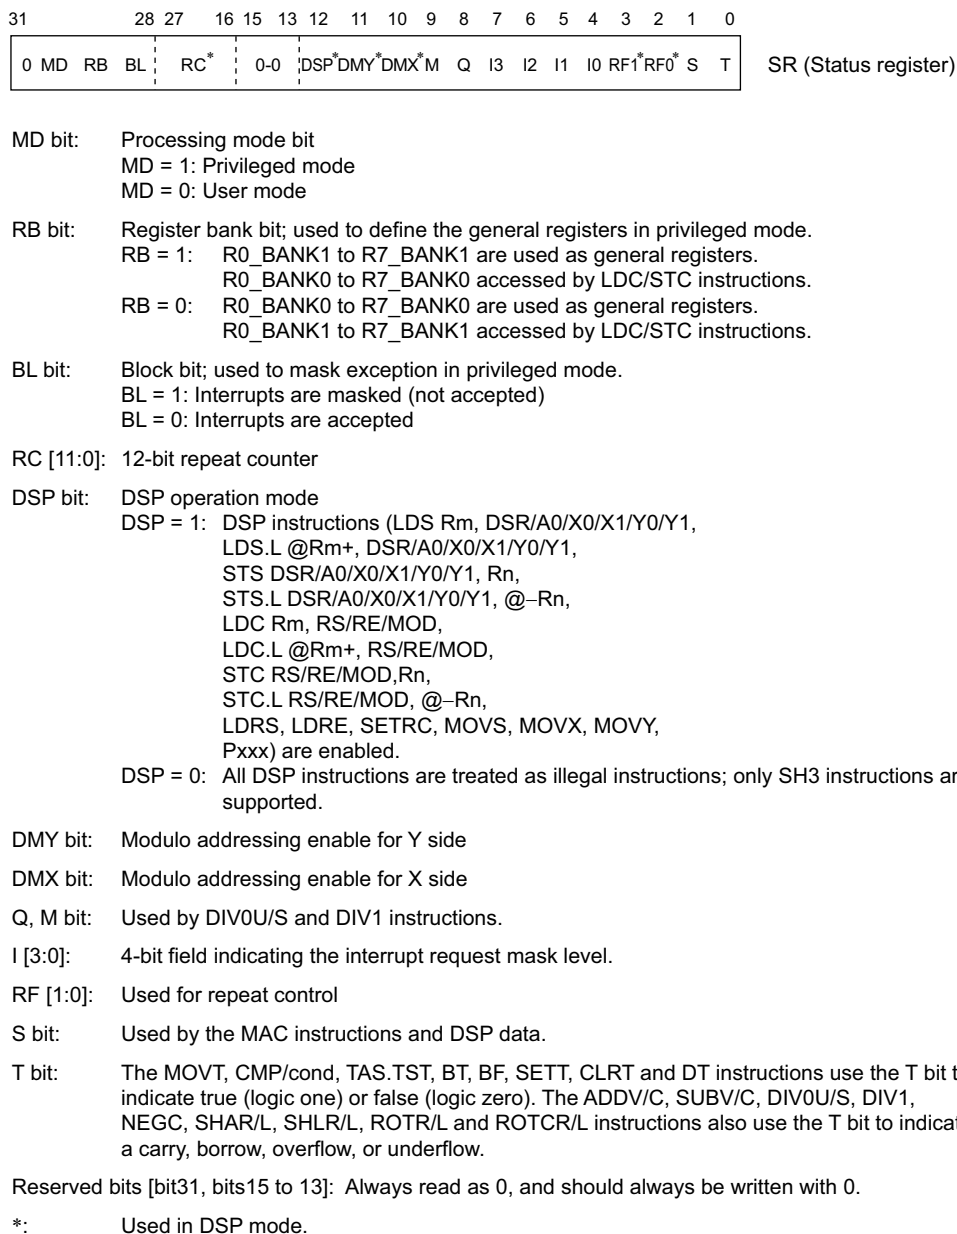 31 28 27 16 15 13 12 11 10 9 8 7 6 5 4 3 2 1 0
0 MD RB BL RC* 0-0 DSP* DMY* DMX* M Q I3 I2 I1 I0 RF1* RF0* S T SR (Status register)
MD bit: Processing mode bit
MD = 1: Privileged mode
MD = 0: User mode
RB bit: Register bank bit; used to define the general registers in privileged mode.
RB = 1: R0_BANK1 to R7_BANK1 are used as general registers.
R0_BANK0 to R7_BANK0 accessed by LDC/STC instructions.
RB = 0: R0_BANK0 to R7_BANK0 are used as general registers.
R0_BANK1 to R7_BANK1 accessed by LDC/STC instructions.
BL bit: Block bit; used to mask exception in privileged mode.
BL = 1: Interrupts are masked (not accepted)
BL = 0: Interrupts are accepted
RC [11:0]: 12-bit repeat counter
DSP bit: DSP operation mode
DSP = 1: DSP instructions (LDS Rm, DSR/A0/X0/X1/Y0/Y1,
LDS.L @Rm+, DSR/A0/X0/X1/Y0/Y1,
STS DSR/A0/X0/X1/Y0/Y1, Rn,
STS.L DSR/A0/X0/X1/Y0/Y1, @−Rn,
LDC Rm, RS/RE/MOD,
LDC.L @Rm+, RS/RE/MOD,
STC RS/RE/MOD,Rn,
STC.L RS/RE/MOD, @−Rn,
LDRS, LDRE, SETRC, MOVS, MOVX, MOVY,
Pxxx) are enabled.
DSP = 0: All DSP instructions are treated as illegal instructions; only SH3 instructions ar
supported.
DMY bit: Modulo addressing enable for Y side
DMX bit: Modulo addressing enable for X side
Q, M bit: Used by DIV0U/S and DIV1 instructions.
I [3:0]: 4-bit field indicating the interrupt request mask level.
RF [1:0]: Used for repeat control
S bit: Used by the MAC instructions and DSP data.
T bit: The MOVT, CMP/cond, TAS.TST, BT, BF, SETT, CLRT and DT instructions use the T bit t
indicate true (logic one) or false (logic zero). The ADDV/C, SUBV/C, DIV0U/S, DIV1,
NEGC, SHAR/L, SHLR/L, ROTR/L and ROTCR/L instructions also use the T bit to indicat
a carry, borrow, overflow, or underflow.
Reserved bits [bit31, bits15 to 13]: Always read as 0, and should always be written with 0.
*: Used in DSP mode.